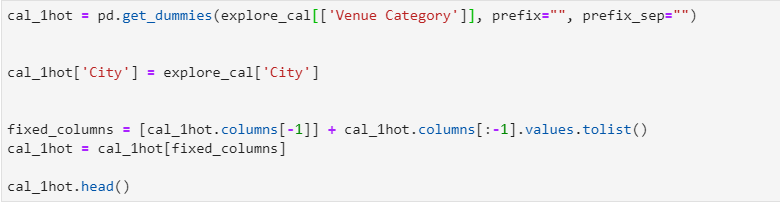 cal_1hot = pd.get_dummies(explore_cal[['Venue Category']], prefix="", prefix_sep="")
cal_1hot['City'] = explore_cal['City']
fixed_columns = [cal_1hot.columns[-1]] + cal_1hot.columns[:-1].values.tolist()
cal_1hot = cal_1hot[fixed_columns]
cal_1hot.head()